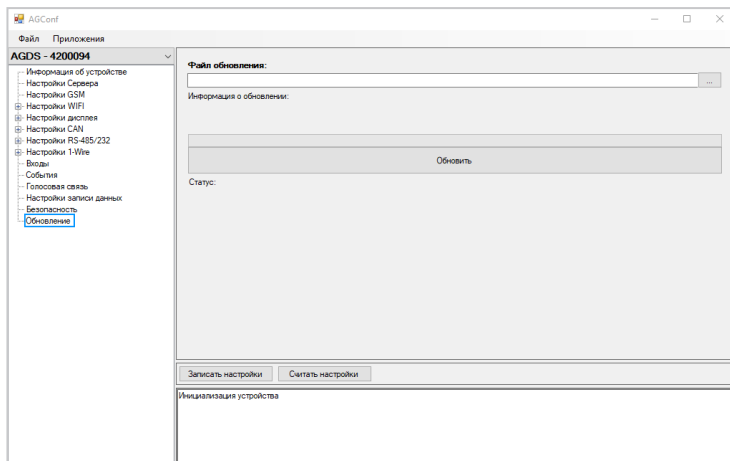 AGConf
Файл Приложения
AGDS - 4200094
Информация об устройстве
Настройки Сервера
Настройки GSM
Настройки WIFI
Настройки дисплея
Настройки CAN
Настройки RS-485/232
Настройки 1-Wire
Входы
События
Голосовая связь
Настройки записи данных
Безопасность
Обновление
Файл обновления:
...
Информация о обновлении:
Обновить
Статус:
Записать настройки Считать настройки
Инициализация устройства